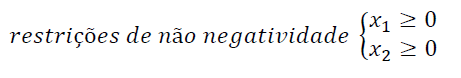 restrições de não negatividade { x₁ ≥ 0
x₂ ≥ 0